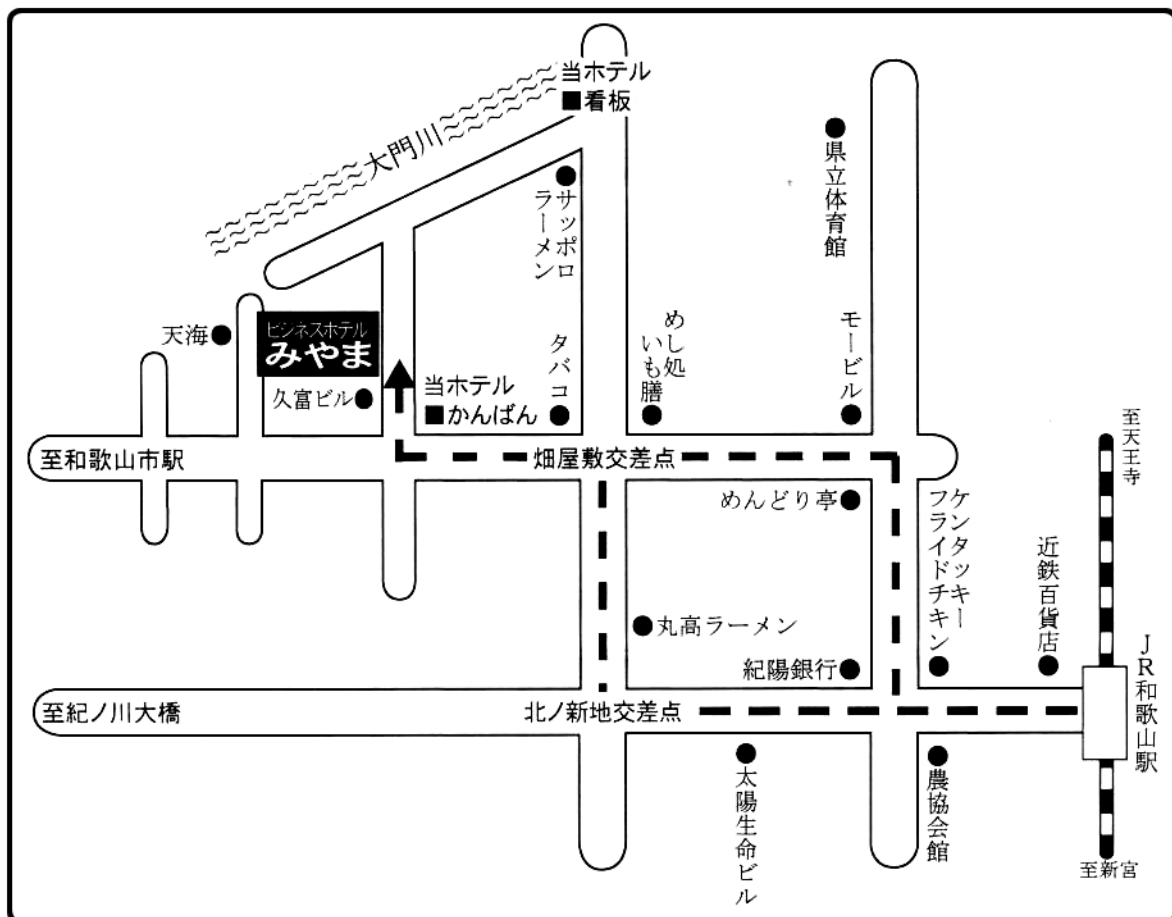 当ホテル
■看板
大門川
サッポロ
ラーメン
県立体育館
天海
ビジネスホテル
みやま
久富ビル
当ホテル
■かんばん
タバコ
めし処
いも膳
モービル
至和歌山市駅
畑屋敷交差点
めんどり亭
ケンタッキー
フライドチキン
近鉄百貨店
至天王寺
丸高ラーメン
紀陽銀行
至紀ノ川大橋
北ノ新地交差点
JR和歌山駅
太陽生命ビル
農協会館
至新宮